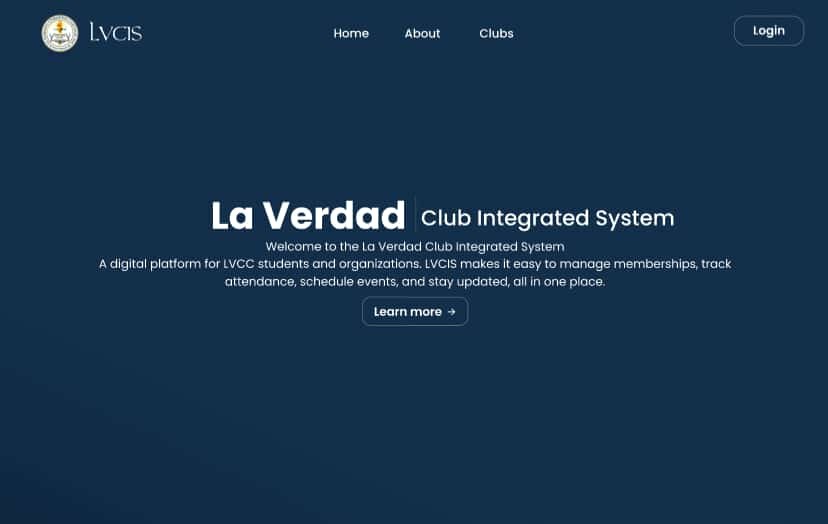 LVCIS
Home
About
Clubs
Login
La Verdad
Club Integrated System
Welcome to the La Verdad Club Integrated System
A digital platform for LVCC students and organizations. LVCIS makes it easy to manage memberships, track
attendance, schedule events, and stay updated, all in one place.
Learn more →